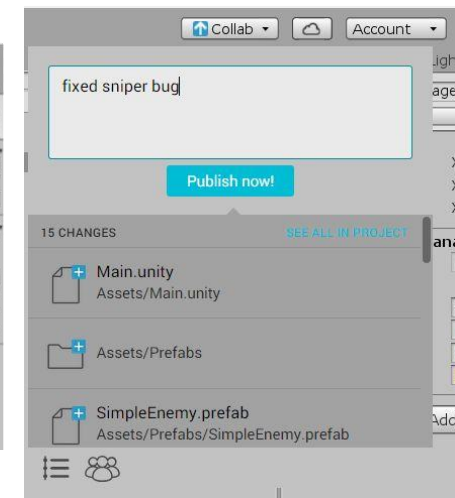 Collab
Account
fixed sniper bug
Publish now!
15 CHANGES
SEE ALL IN PROJECT
Main.unity
Assets/Main.unity
Assets/Prefabs
SimpleEnemy.prefab
Assets/Prefabs/SimpleEnemy.prefab